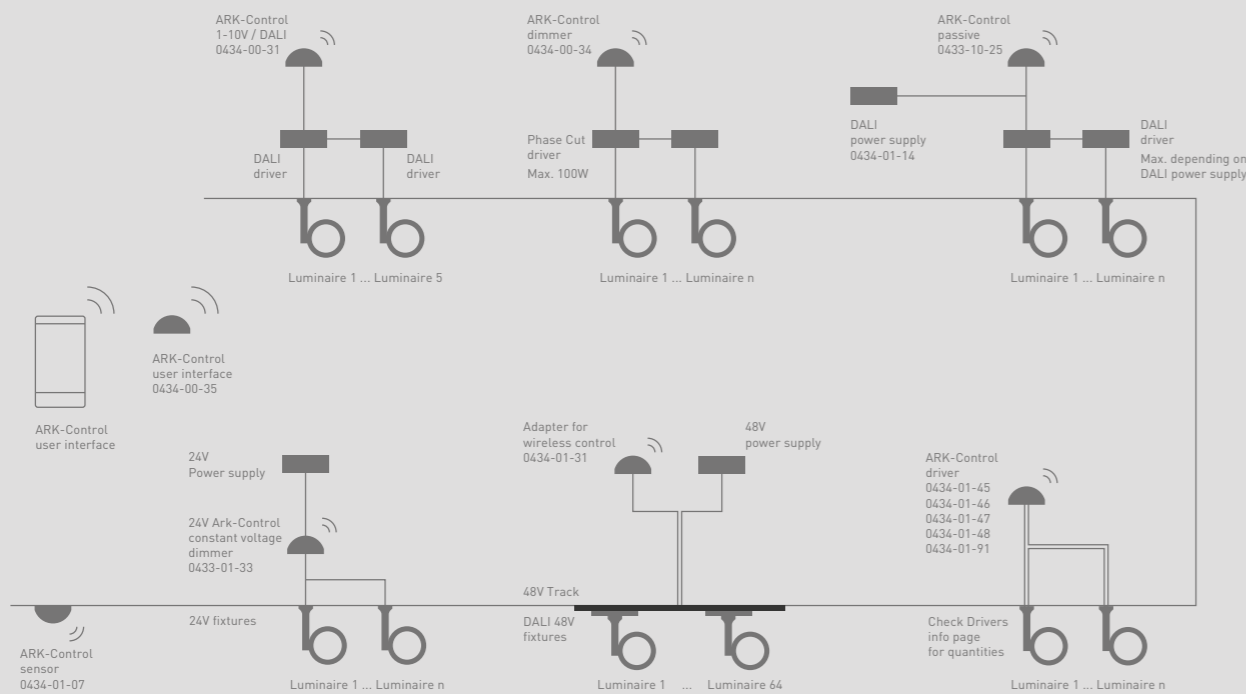 ARK-Control
1-10V / DALI
0434-00-31
ARK-Control
dimmer
0434-00-34
ARK-Control
passive
0433-10-25
DALI
driver
DALI
driver
Phase Cut
driver
Max. 100W
DALI
power supply
0434-01-14
DALI
driver
Max. depending on
DALI power supply
Luminaire 1 ... Luminaire 5
Luminaire 1 ... Luminaire n
Luminaire 1 ... Luminaire n
ARK-Control
user interface
ARK-Control
user interface
0434-00-35
24V
Power supply
24V Ark-Control
constant voltage
dimmer
0433-01-33
Adapter for
wireless control
0434-01-31
48V
power supply
ARK-Control
driver
0434-01-45
0434-01-46
0434-01-47
0434-01-48
0434-01-91
ARK-Control
sensor
0434-01-07
24V fixtures
Luminaire 1 ... Luminaire n
48V Track
DALI 48V
fixtures
Luminaire 1 ... Luminaire 64
Check Drivers
info page
for quantities
Luminaire 1 ... Luminaire n